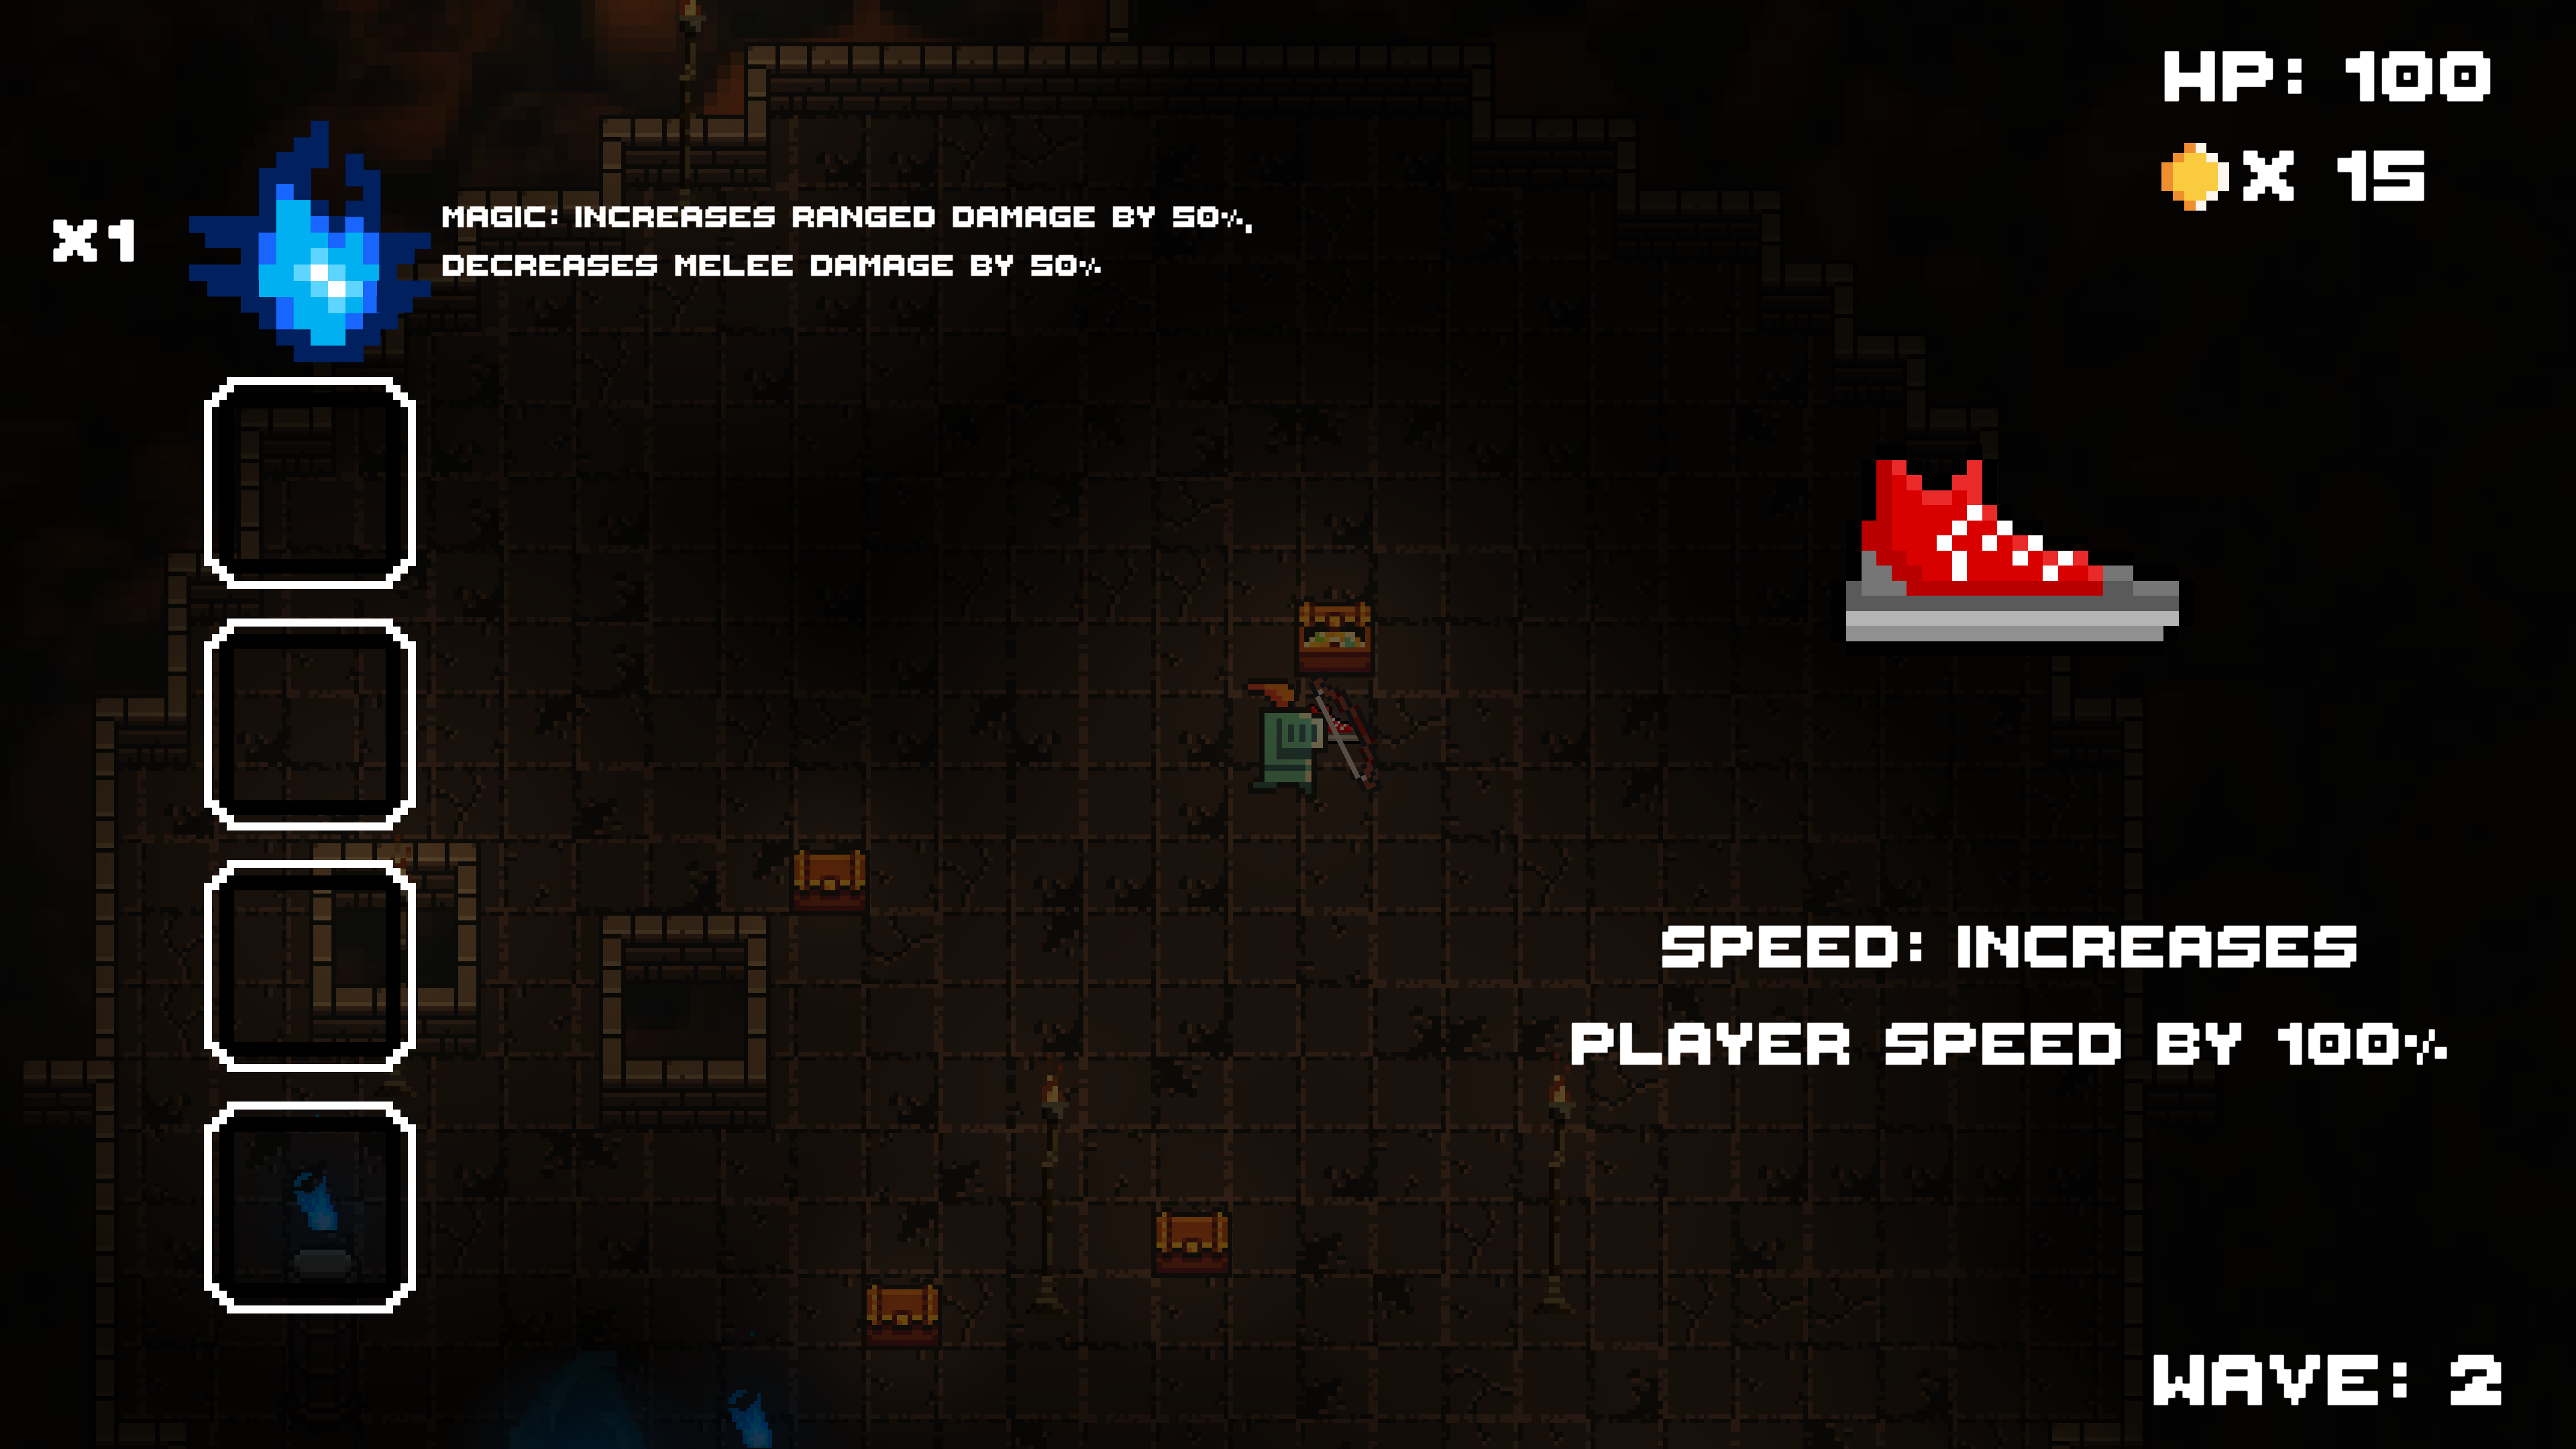 HP: 100
X 15
X1
MAGIC: INCREASES RANGED DAMAGE BY 50%,
DECREASES MELEE DAMAGE BY 50%
SPEED: INCREASES
PLAYER SPEED BY 100%
WAVE: 2